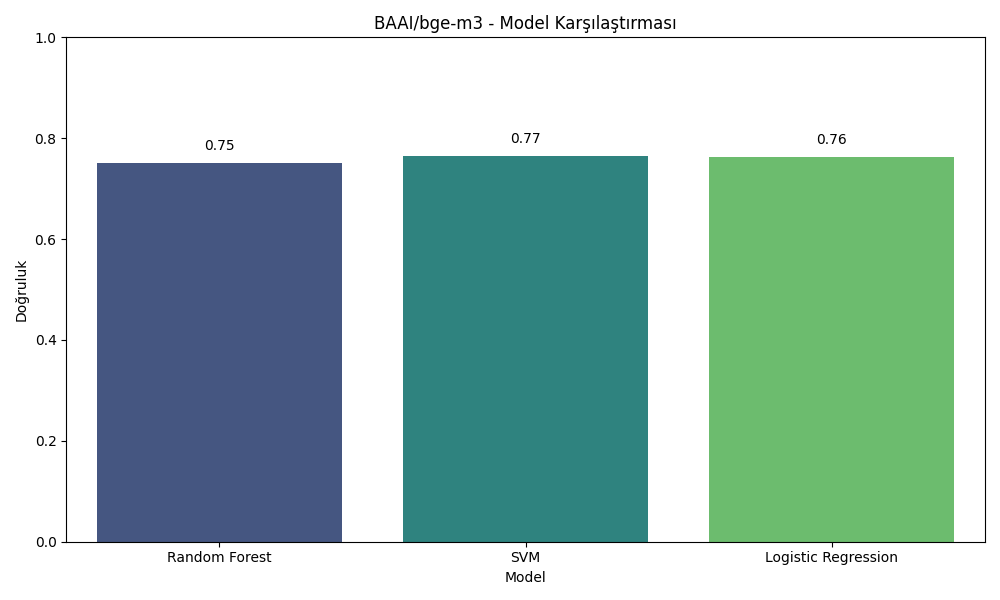 BAAI/bge-m3 - Model Karşılaştırması
1.0
0.8
0.6
0.4
0.2
0.0
Doğruluk
0.75
0.77
0.76
Random Forest
SVM
Logistic Regression
Model